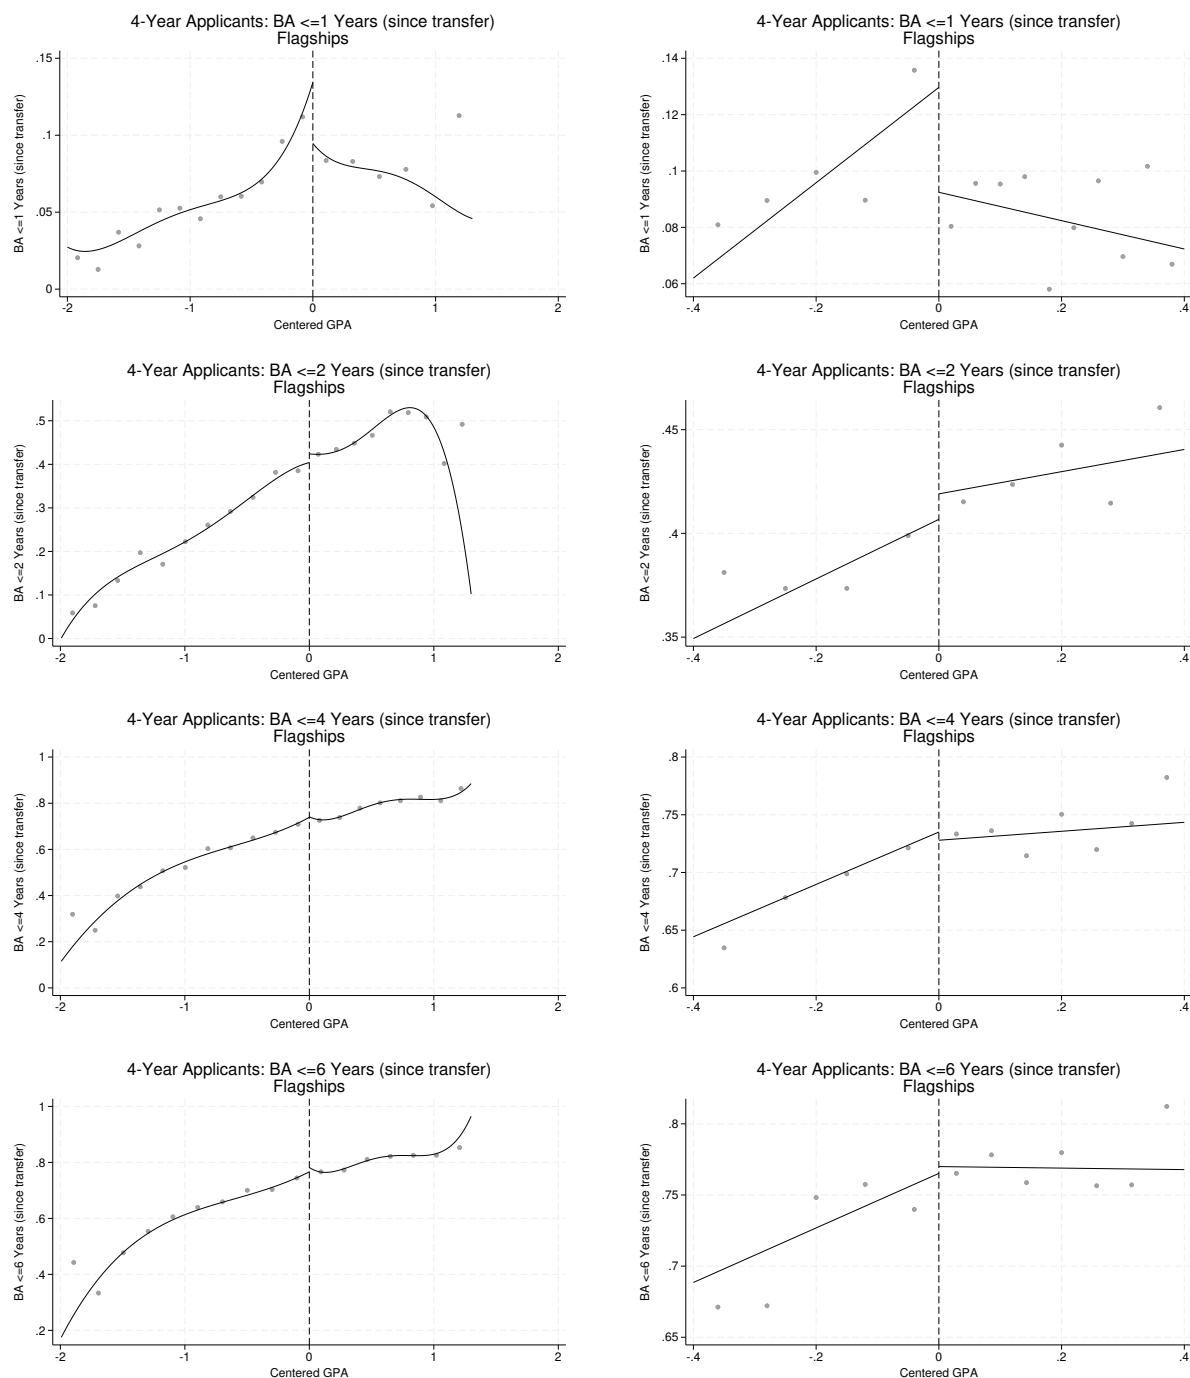 4-Year Applicants: BA <=1 Years (since transfer)
Flagships
.15
.1
.05
0
BA <=1 Years (since transfer)
-2
-1
0
1
2
Centered GPA
4-Year Applicants: BA <=1 Years (since transfer)
Flagships
.14
.12
.1
.08
.06
BA <=1 Years (since transfer)
-.4
-.2
0
.2
.4
Centered GPA
4-Year Applicants: BA <=2 Years (since transfer)
Flagships
.5
.4
.3
.2
.1
0
BA <=2 Years (since transfer)
-2
-1
0
1
2
Centered GPA
4-Year Applicants: BA <=2 Years (since transfer)
Flagships
.45
.4
.35
BA <=2 Years (since transfer)
-.4
-.2
0
.2
.4
Centered GPA
4-Year Applicants: BA <=4 Years (since transfer)
Flagships
1
.8
.6
.4
.2
0
BA <=4 Years (since transfer)
-2
-1
0
1
2
Centered GPA
4-Year Applicants: BA <=4 Years (since transfer)
Flagships
.8
.75
.7
.65
.6
BA <=4 Years (since transfer)
-.4
-.2
0
.2
.4
Centered GPA
4-Year Applicants: BA <=6 Years (since transfer)
Flagships
1
.8
.6
.4
.2
BA <=6 Years (since transfer)
-2
-1
0
1
2
Centered GPA
4-Year Applicants: BA <=6 Years (since transfer)
Flagships
.8
.75
.7
.65
BA <=6 Years (since transfer)
-.4
-.2
0
.2
.4
Centered GPA